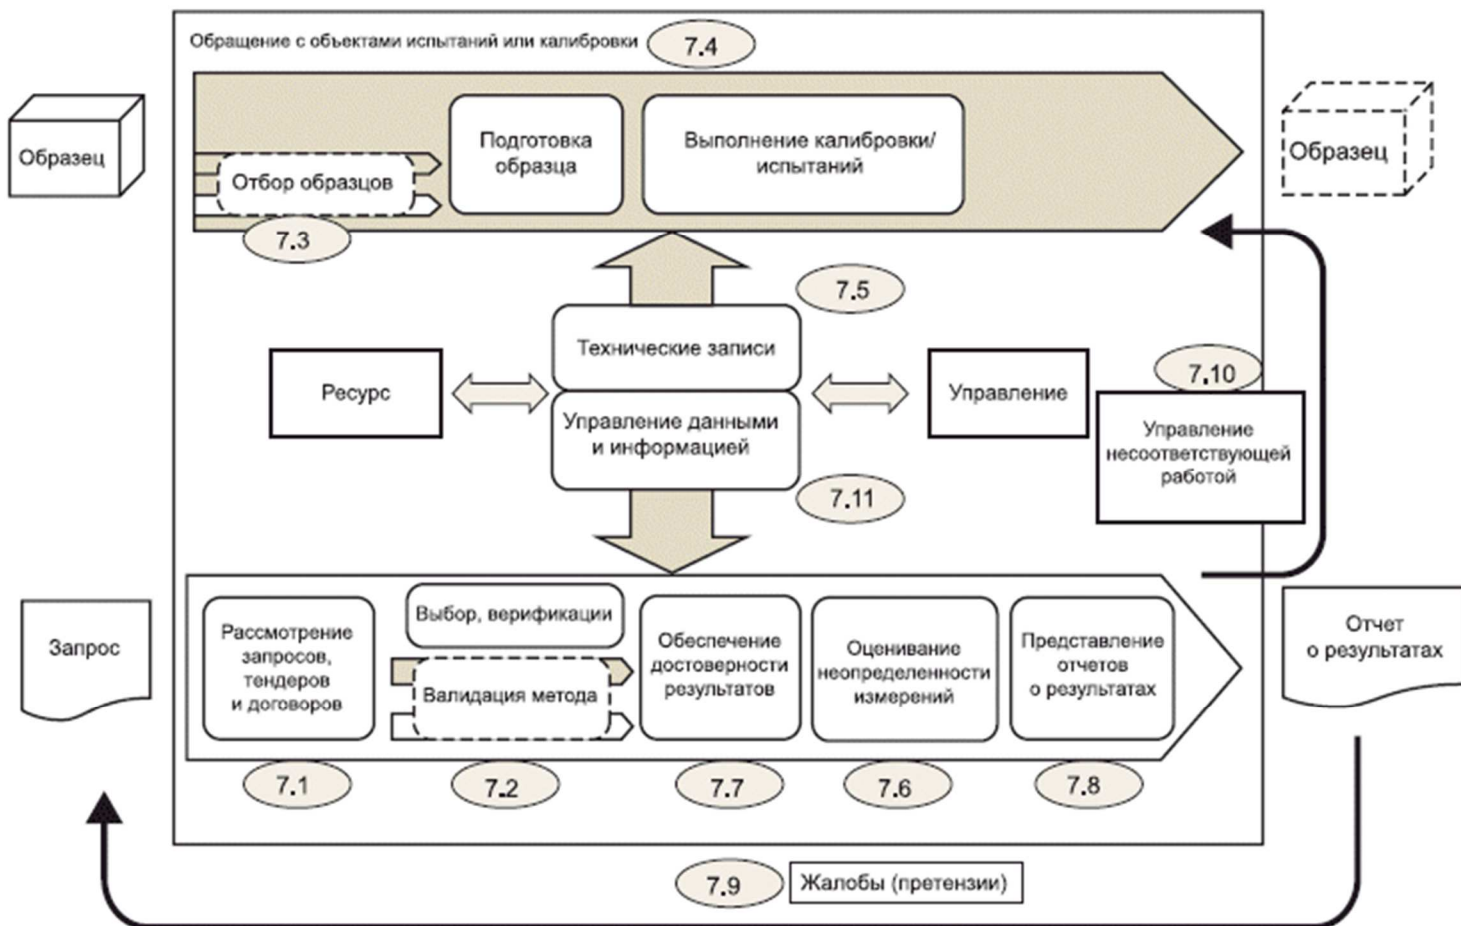 Обращение с объектами испытаний или калибровки
7.4
Образец
Отбор образцов
7.3
Подготовка
образца
Выполнение калибровки/
испытаний
Образец
7.5
Технические записи
Ресурс
Управление
Управление данными
и информацией
7.11
7.10
Управление
несоответствующей
работой
Запрос
Рассмотрение
запросов,
тендеров
и договоров
Выбор, верификации
Валидация метода
Обеспечение
достоверности
результатов
Оценивание
неопределенности
измерений
Представление
отчетов
о результатах
Отчет
о результатах
7.1
7.2
7.7
7.6
7.8
7.9
Жалобы (претензии)